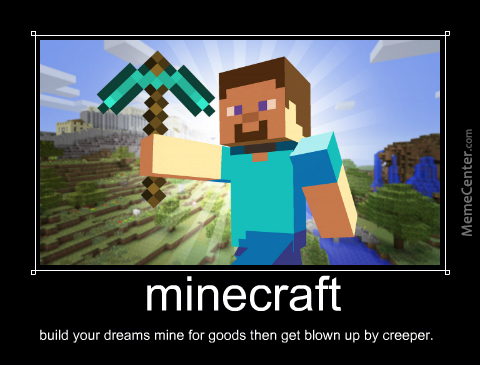 minecraft
build your dreams mine for goods then get blown up by creeper.
MemeCenter.com